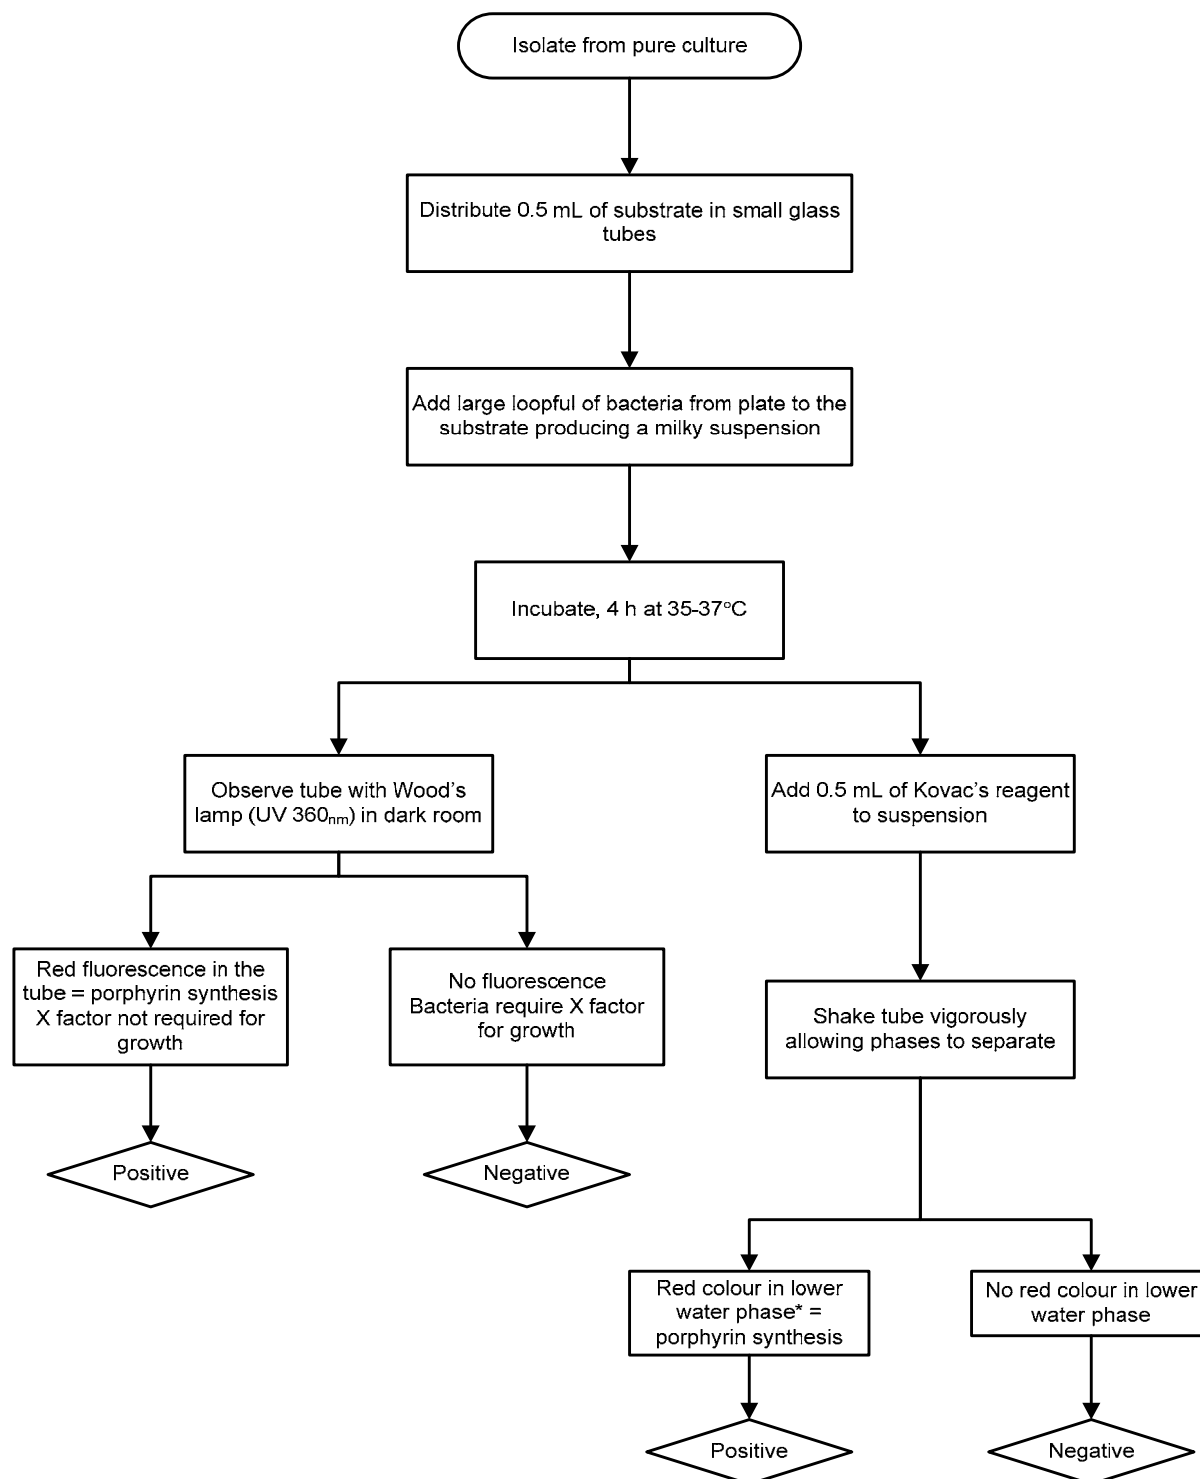 Isolate from pure culture
Distribute 0.5 mL of substrate in small glass
tubes
Add large loopful of bacteria from plate to the
substrate producing a milky suspension
Incubate, 4 h at 35-37°C
Observe tube with Wood's
lamp (UV 360nm) in dark room
Add 0.5 mL of Kovac's reagent
to suspension
Red fluorescence in the
tube = porphyrin synthesis
X factor not required for
growth
No fluorescence
Bacteria require X factor
for growth
Shake tube vigorously
allowing phases to separate
Positive
Negative
Red colour in lower
water phase* =
porphyrin synthesis
No red colour in lower
water phase
Positive
Negative